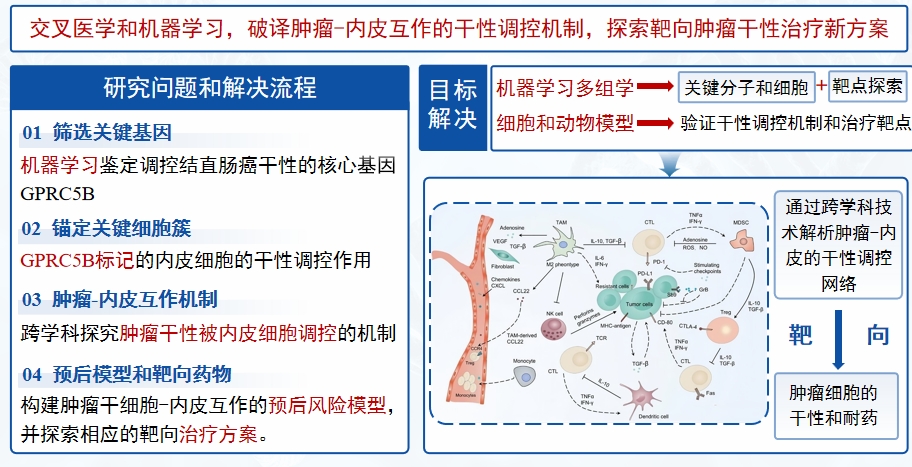 交叉医学和机器学习，破译肿瘤-内皮互作的干性调控机制，探索靶向肿瘤干性治疗新方案
研究问题和解决流程
01 筛选关键基因
机器学习鉴定调控结直肠癌干性的核心基因
GPRC5B
02 锚定关键细胞簇
GPRC5B标记的内皮细胞的干性调控作用
03 肿瘤-内皮互作机制
跨学科探究肿瘤干性被内皮细胞调控的机制
04 预后模型和靶向药物
构建肿瘤干细胞-内皮互作的预后风险模型，
并探索相应的靶向治疗方案。
目标
解决
机器学习多组学
关键分子和细胞
+
靶点探索
细胞和动物模型
验证干性调控机制和治疗靶点
Adenosine
VEGF
TGF-β
Fibroblast
TAM
M2 pheontype
IL-10, TGF-β
CTL
TNFα
IFN-γ
MDSC
Adenosine
ROS, NO
PD-1
PD-L1
Stimulating
checkpoints
IL-6
IFN-γ
Resistant cells
Tumor cells
GrB
Chemokines
CXCL
CCL22
NK cell
Performs
granzymes
MHC-antigen
CD-80
CTLA-4
Treg
IL-10
TGF-β
TAM-derived
CCL22
CCR4
Treg
Monocytes
Monocyte
TCR
CTL
TGF-β
TNFα
IFN-γ
CTL
IL-10
TGF-β
Fas
IL-10
TNFα
IFN-γ
Dendritic cell
通过跨学科技
术解析肿瘤-内
皮的干性调控
网络
靶 向
肿瘤细胞的
干性和耐药